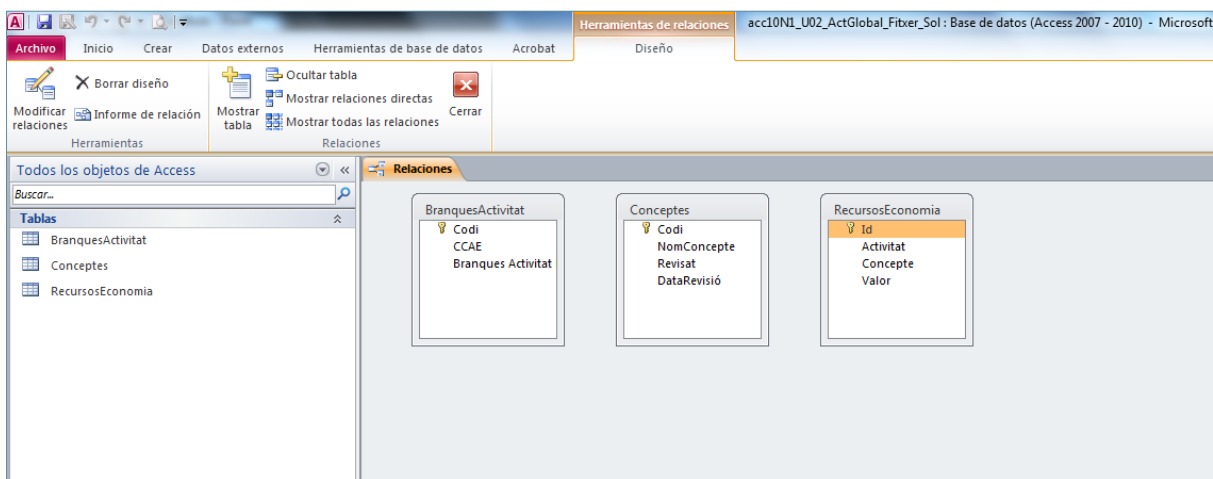 Herramientas de relaciones acc10N1_U02_ActGlobal_Fitxer_Sol : Base de datos (Access 2007 - 2010) - Microsoft
Archivo Inicio Crear Datos externos Herramientas de base de datos Acrobat Diseño
Modificar relaciones
Borrar diseño
Informe de relación
Herramientas
Mostrar tabla
Ocultar tabla
Mostrar relaciones directas
Mostrar todas las relaciones
Cerrar
Relaciones
Todos los objetos de Access
Buscar...
Tablas
BranquesActivitat
Conceptes
RecursosEconomia
Relaciones
BranquesActivitat
Codi
CCAE
Branques Activitat
Conceptes
Codi
NomConcepte
Revisat
DataRevisió
RecursosEconomia
Id
Activitat
Concepte
Valor